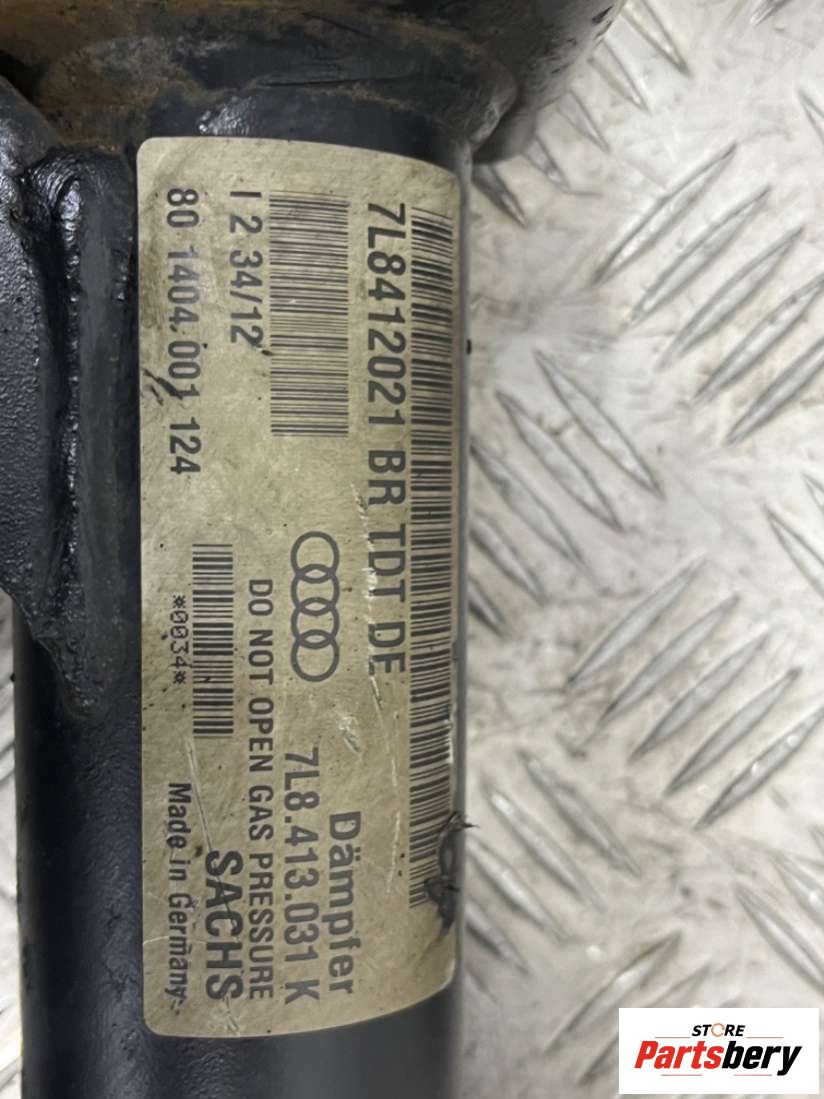 7L8412021 BR TDT DE
Dämpfer
7L8.413.031 K
I 2 34/12
DO NOT OPEN GAS PRESSURE
SACHS
80 1404 001 124
*0034*
Made in Germany
STORE
Partsbery